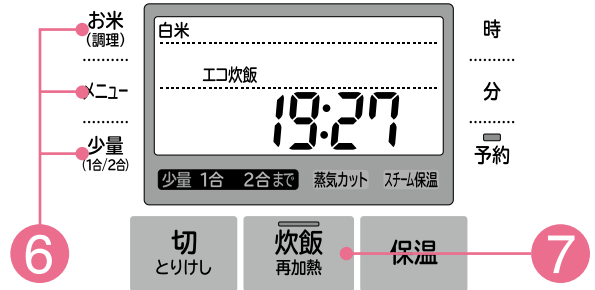 お米
(調理)
メニュー
少量
(1合/2合)
6
白米
エコ炊飯
19:27
少量 1合 2合まで 蒸気カット スチーム保温
時
分
予約
切
とりけし
炊飯
再加熱
保温
7